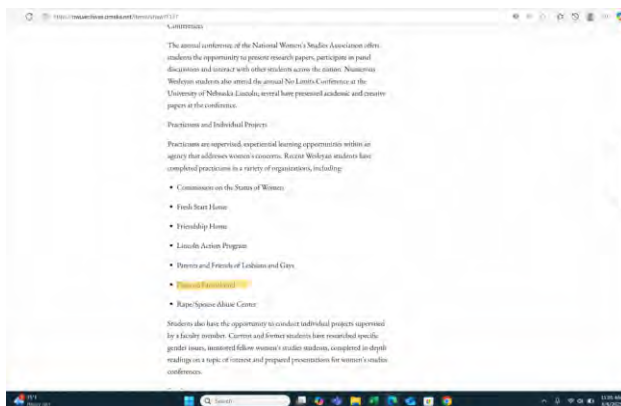 Conferences
The annual conference of the National Women's Studies Association offers
students the opportunity to present research papers, participate in panel
discussions and interact with other students across the nation. Numerous
Wesleyan students also attend the annual No Limits Conference at the
University of Nebraska-Lincoln, several have presented academic and creative
papers at the conference.
Practicums and Individual Projects
Practicums are supervised, experiential learning opportunities within an
agency that addresses women's concerns. Recent Wesleyan students have
completed practicums in a variety of organizations, including:
• Commission on the Status of Women
• Fresh Start Home
• Friendship Home
• Lincoln Action Program
• Parents and Friends of Lesbians and Gays
• Planned Parenthood
• Rape/Spouse Abuse Center
Students also have the opportunity to conduct individual projects supervised
by a faculty member. Current and former students have researched specific
gender issues, mentored fellow women's studies students, completed in-depth
readings on a topic of interest and prepared presentations for women's studies
conferences.
Search